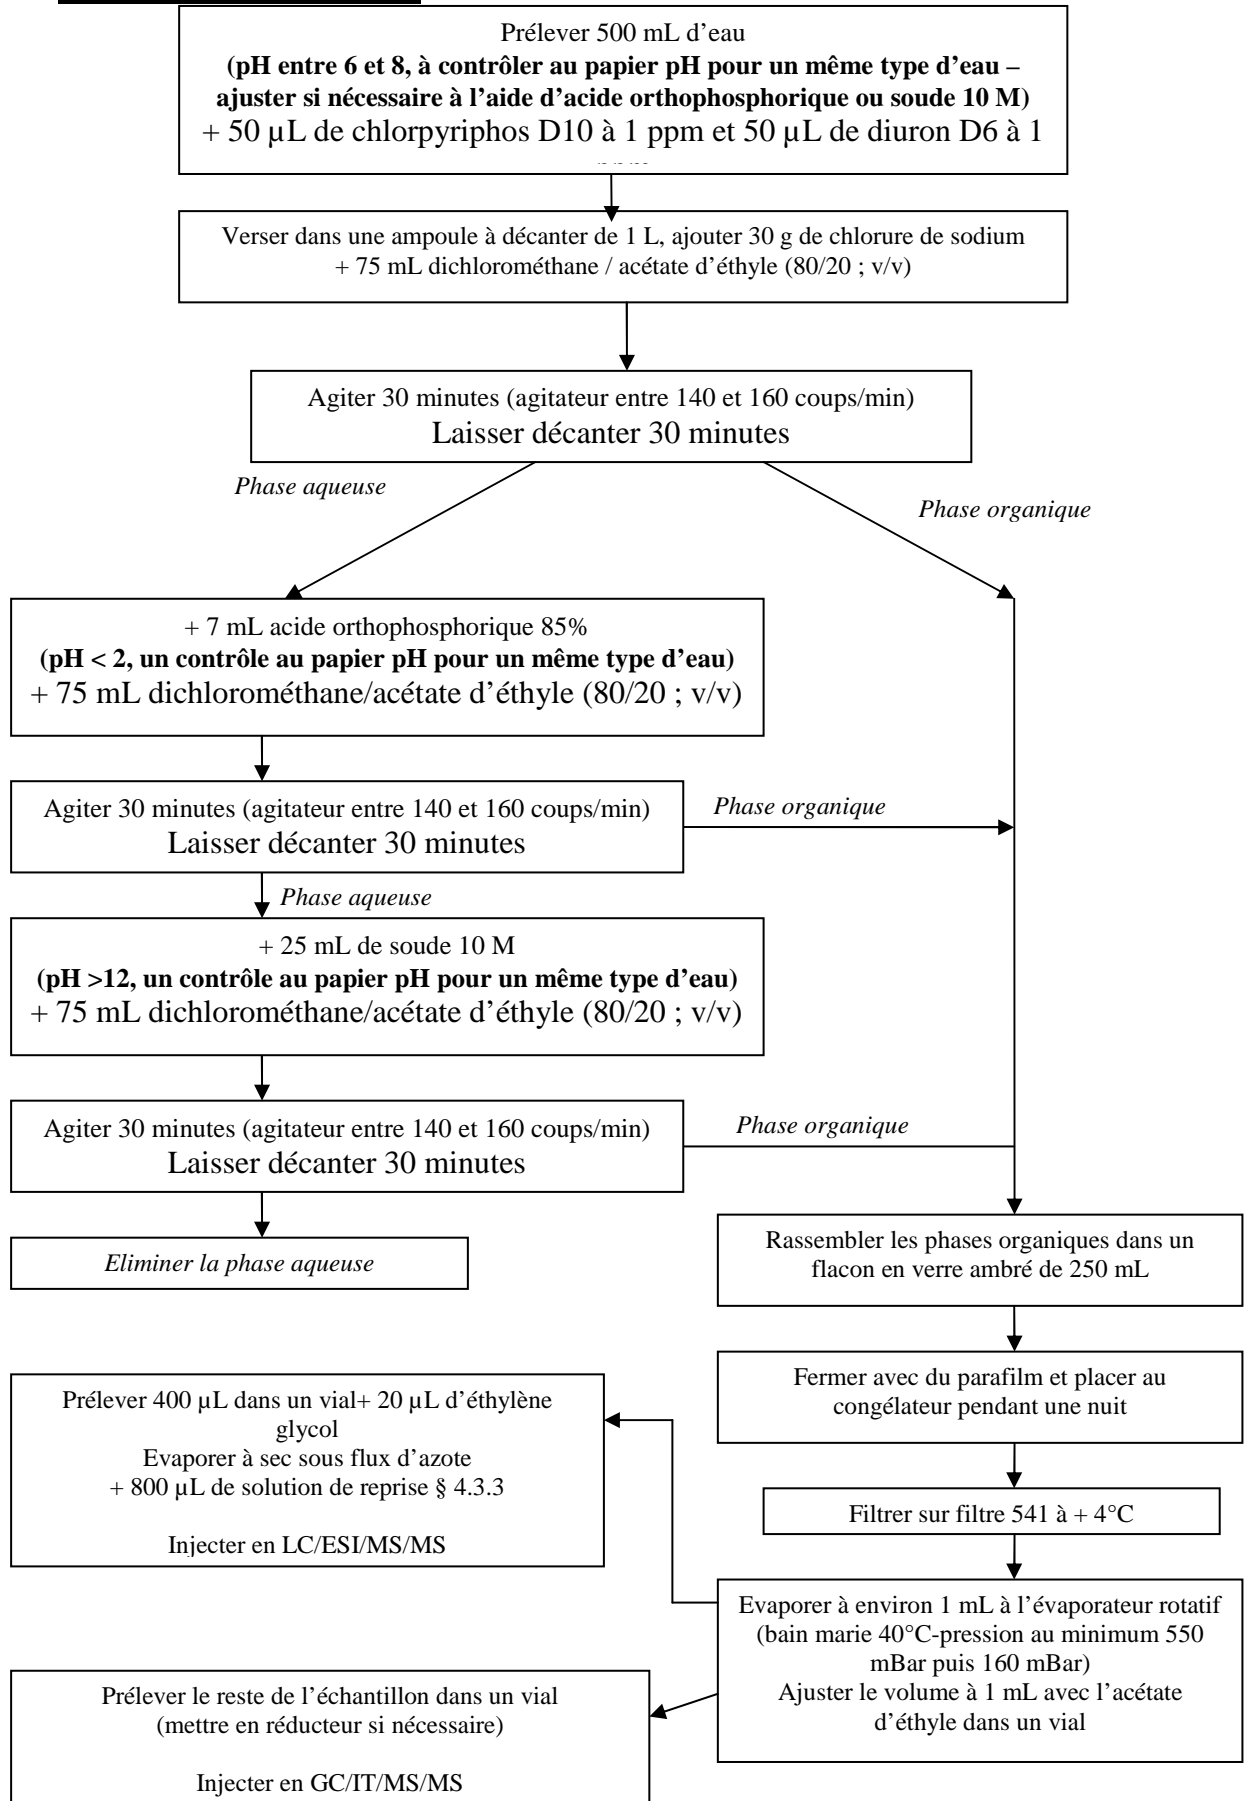 Prélever 500 mL d’eau
(pH entre 6 et 8, à contrôler au papier pH pour un même type d’eau –
ajuster si nécessaire à l’aide d’acide orthophosphorique ou soude 10 M)
+ 50 µL de chlorpyriphos D10 à 1 ppm et 50 µL de diuron D6 à 1
Verser dans une ampoule à décanter de 1 L, ajouter 30 g de chlorure de sodium
+ 75 mL dichlorométhane / acétate d’éthyle (80/20 ; v/v)
Agiter 30 minutes (agitateur entre 140 et 160 coups/min)
Laisser décanter 30 minutes
Phase aqueuse
Phase organique
+ 7 mL acide orthophosphorique 85%
(pH < 2, un contrôle au papier pH pour un même type d’eau)
+ 75 mL dichlorométhane/acétate d’éthyle (80/20 ; v/v)
Agiter 30 minutes (agitateur entre 140 et 160 coups/min)
Laisser décanter 30 minutes
Phase organique
Phase aqueuse
+ 25 mL de soude 10 M
(pH >12, un contrôle au papier pH pour un même type d’eau)
+ 75 mL dichlorométhane/acétate d’éthyle (80/20 ; v/v)
Agiter 30 minutes (agitateur entre 140 et 160 coups/min)
Laisser décanter 30 minutes
Phase organique
Eliminer la phase aqueuse
Rassembler les phases organiques dans un
flacon en verre ambré de 250 mL
Fermer avec du parafilm et placer au
congélateur pendant une nuit
Filtrer sur filtre 541 à + 4°C
Evaporer à environ 1 mL à l’évaporateur rotatif
(bain marie 40°C-pression au minimum 550
mBar puis 160 mBar)
Ajuster le volume à 1 mL avec l’acétate
d’éthyle dans un vial
Prélever 400 µL dans un vial+ 20 µL d’éthylène
glycol
Evaporer à sec sous flux d’azote
+ 800 µL de solution de reprise § 4.3.3
Injecter en LC/ESI/MS/MS
Prélever le reste de l’échantillon dans un vial
(mettre en réducteur si nécessaire)
Injecter en GC/IT/MS/MS